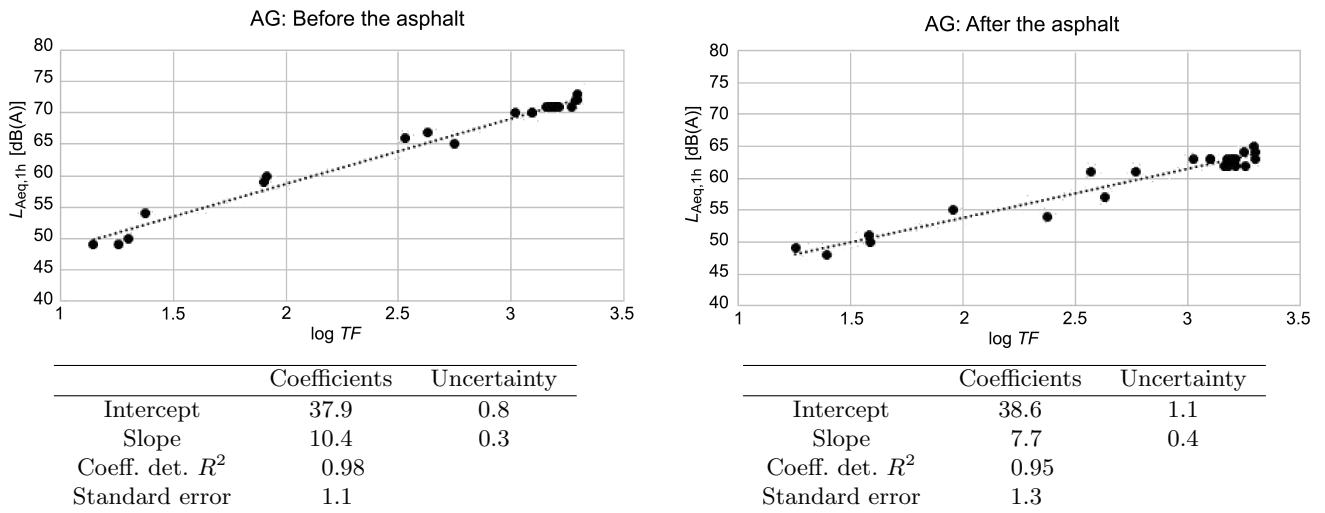 AG: Before the asphalt
80
75
70
65
60
55
50
45
40
L_Aeq,1h [dB(A)]
1 1.5 2 2.5 3 3.5
log TF
Coefficients Uncertainty
Intercept 37.9 0.8
Slope 10.4 0.3
Coeff. det. R² 0.98
Standard error 1.1
AG: After the asphalt
80
75
70
65
60
55
50
45
40
L_Aeq,1h [dB(A)]
1 1.5 2 2.5 3 3.5
log TF
Coefficients Uncertainty
Intercept 38.6 1.1
Slope 7.7 0.4
Coeff. det. R² 0.95
Standard error 1.3